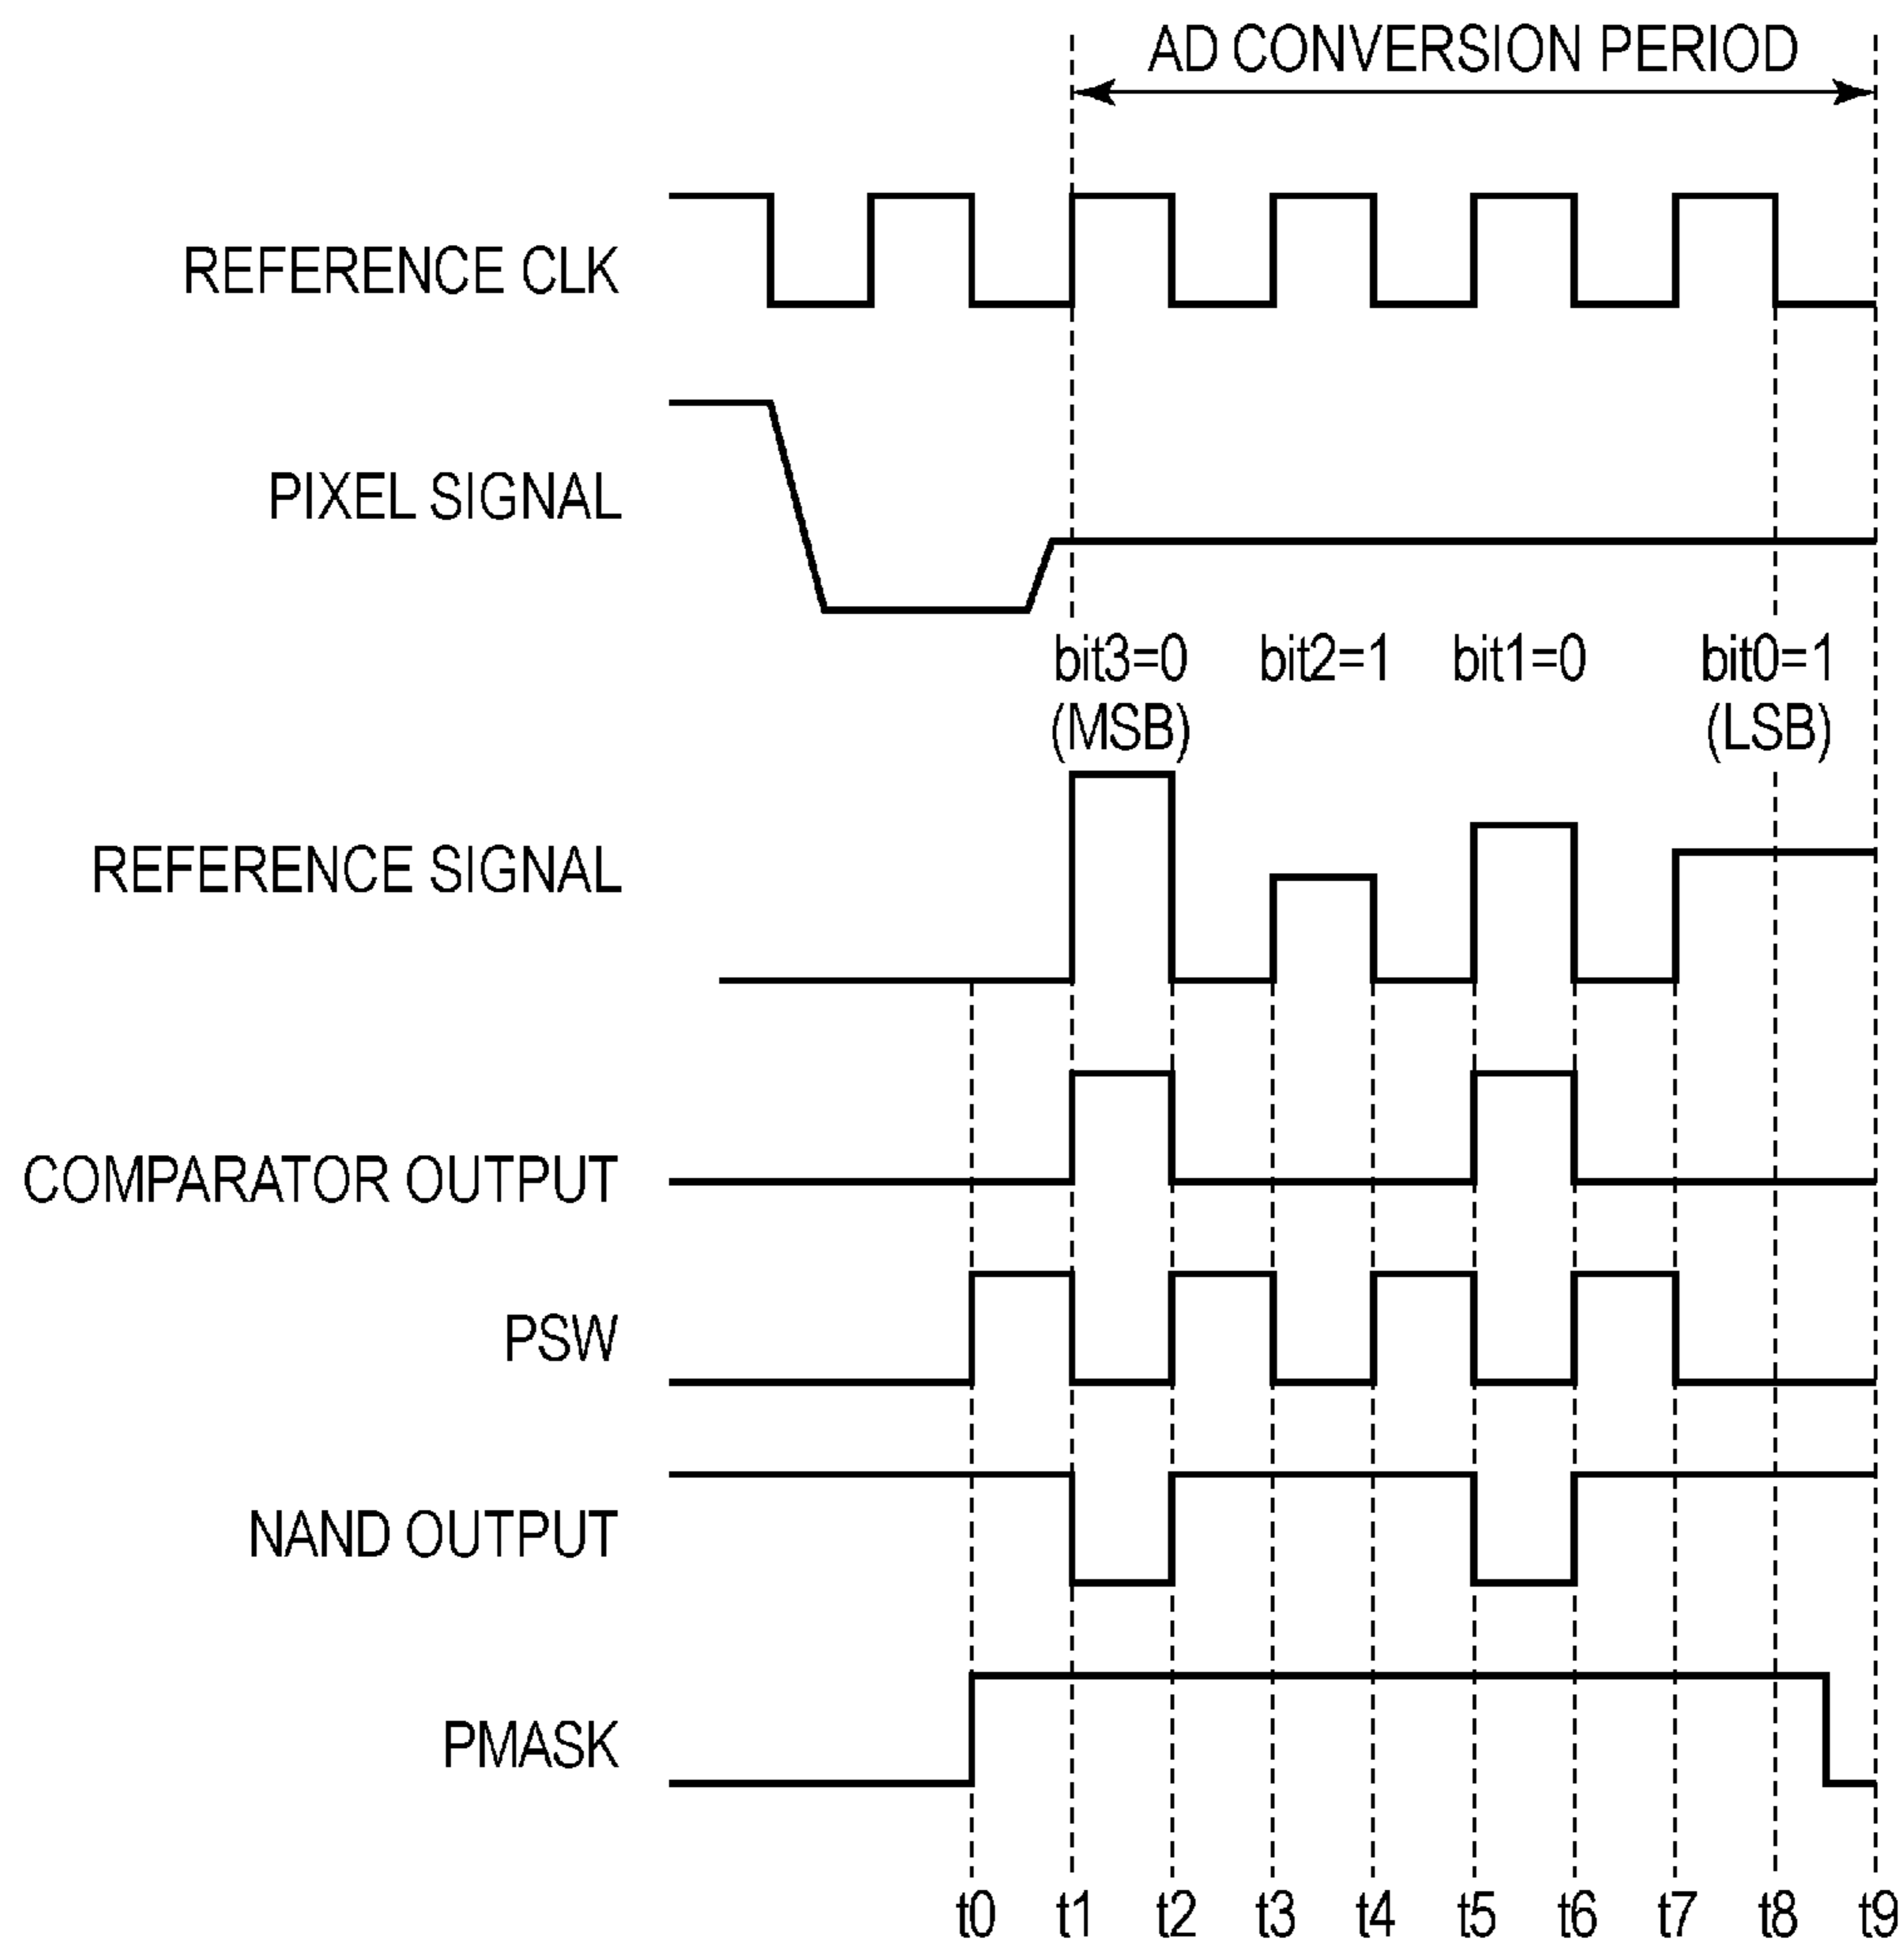 AD CONVERSION PERIOD
REFERENCE CLK
PIXEL SIGNAL
bit3=0 bit2=1 bit1=0 bit0=1
(MSB) (LSB)
REFERENCE SIGNAL
COMPARATOR OUTPUT
PSW
NAND OUTPUT
PMASK
t0 t1 t2 t3 t4 t5 t6 t7 t8 t9